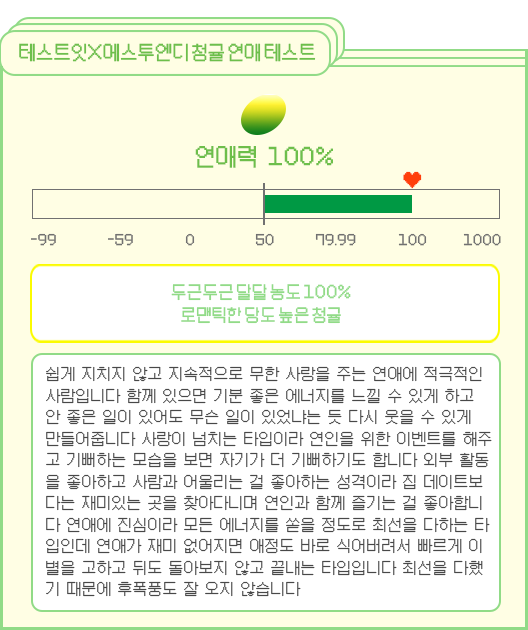 테스트잇X메스투엔디 청귤 연애 테스트
연애력 100%
-99 -59 0 50 79.99 100 1000
두근두근 달달 농도 100%
로맨틱한 당도 높은 청귤
쉽게 지치지 않고 지속적으로 무한 사랑을 주는 연애에 적극적인
사람입니다 함께 있으면 기분 좋은 에너지를 느낄 수 있게 하고
안 좋은 일이 있어도 무슨 일이 있었냐는 듯 다시 웃을 수 있게
만들어줍니다 사랑이 넘치는 타입이라 연인을 위한 이벤트를 해주
고 기뻐하는 모습을 보면 자기가 더 기뻐하기도 합니다 외부 활동
을 좋아하고 사람과 어울리는 걸 좋아하는 성격이라 집 데이트보
다는 재미있는 곳을 찾아다니며 연인과 함께 즐기는 걸 좋아합니
다 연애에 진심이라 모든 에너지를 쏟을 정도로 최선을 다하는 타
입인데 연애가 재미 없어지면 애정도 바로 식어버려서 빠르게 이
별을 고하고 뒤도 돌아보지 않고 끝내는 타입입니다 최선을 다했
기 때문에 후폭풍도 잘 오지 않습니다